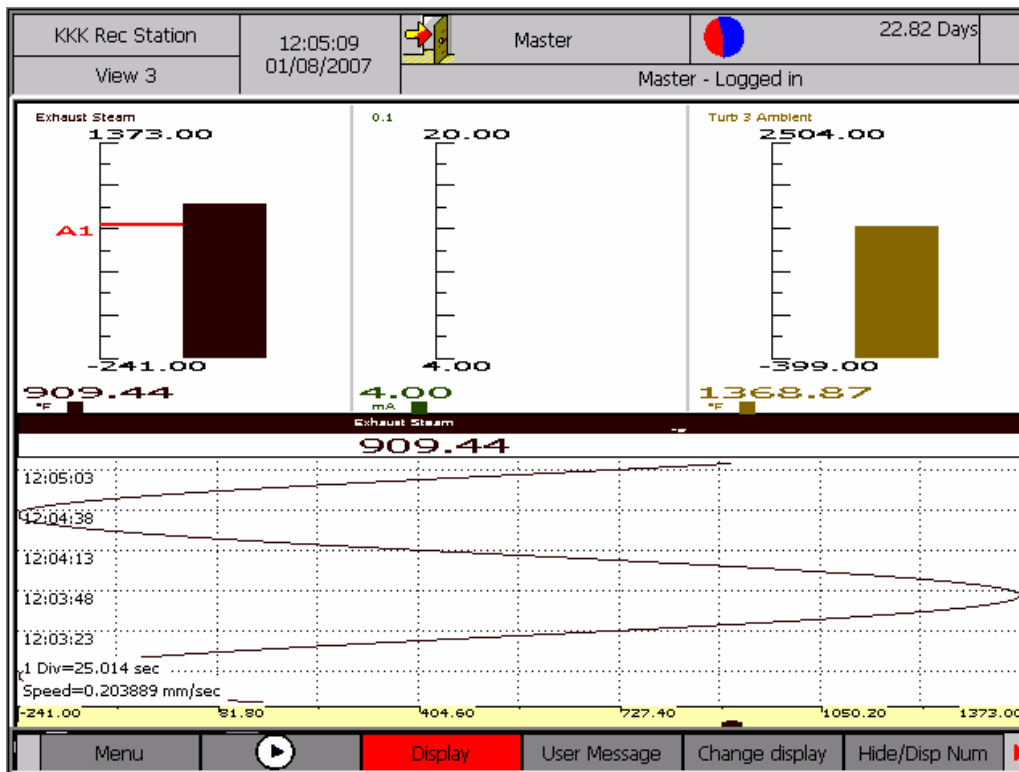 KKK Rec Station
View 3
12:05:09
01/08/2007
Master
22.82 Days
Master - Logged in
Exhaust Steam
1373.00
A1
-241.00
909.44
°F
0.1
20.00
4.00
4.00
mA
Turb 3 Ambient
2504.00
-399.00
1368.87
°F
Exhaust Steam
°F
909.44
12:05:03
12:04:38
12:04:13
12:03:48
12:03:23
1 Div=25.014 sec
Speed=0.203889 mm/sec
-241.00 81.80 404.60 727.40 1050.20 1373.00
Menu Display User Message Change display Hide/Disp Num